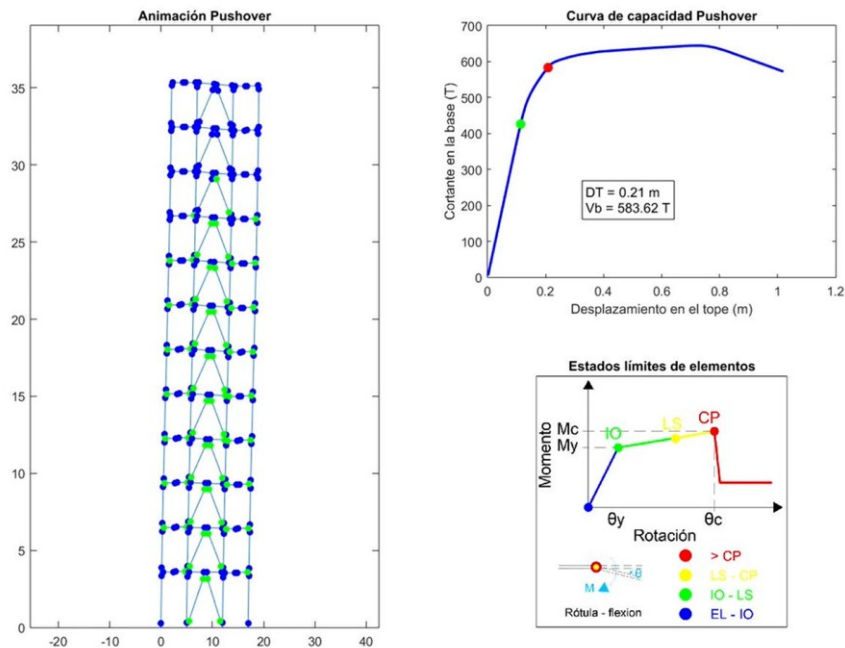 Animación Pushover
35
30
25
20
15
10
5
0
-20
-10
0
10
20
30
40
Curva de capacidad Pushover
Cortante en la base (T)
700
600
500
400
300
200
100
0
DT = 0.21 m
Vb = 583.62 T
0
0.2
0.4
0.6
0.8
1
1.2
Desplazamiento en el tope (m)
Estados límites de elementos
Momento
Mc
My
IO
LS
CP
θy
θc
Rotación
M
θ
Rótula - flexion
> CP
LS - CP
IO - LS
EL - IO